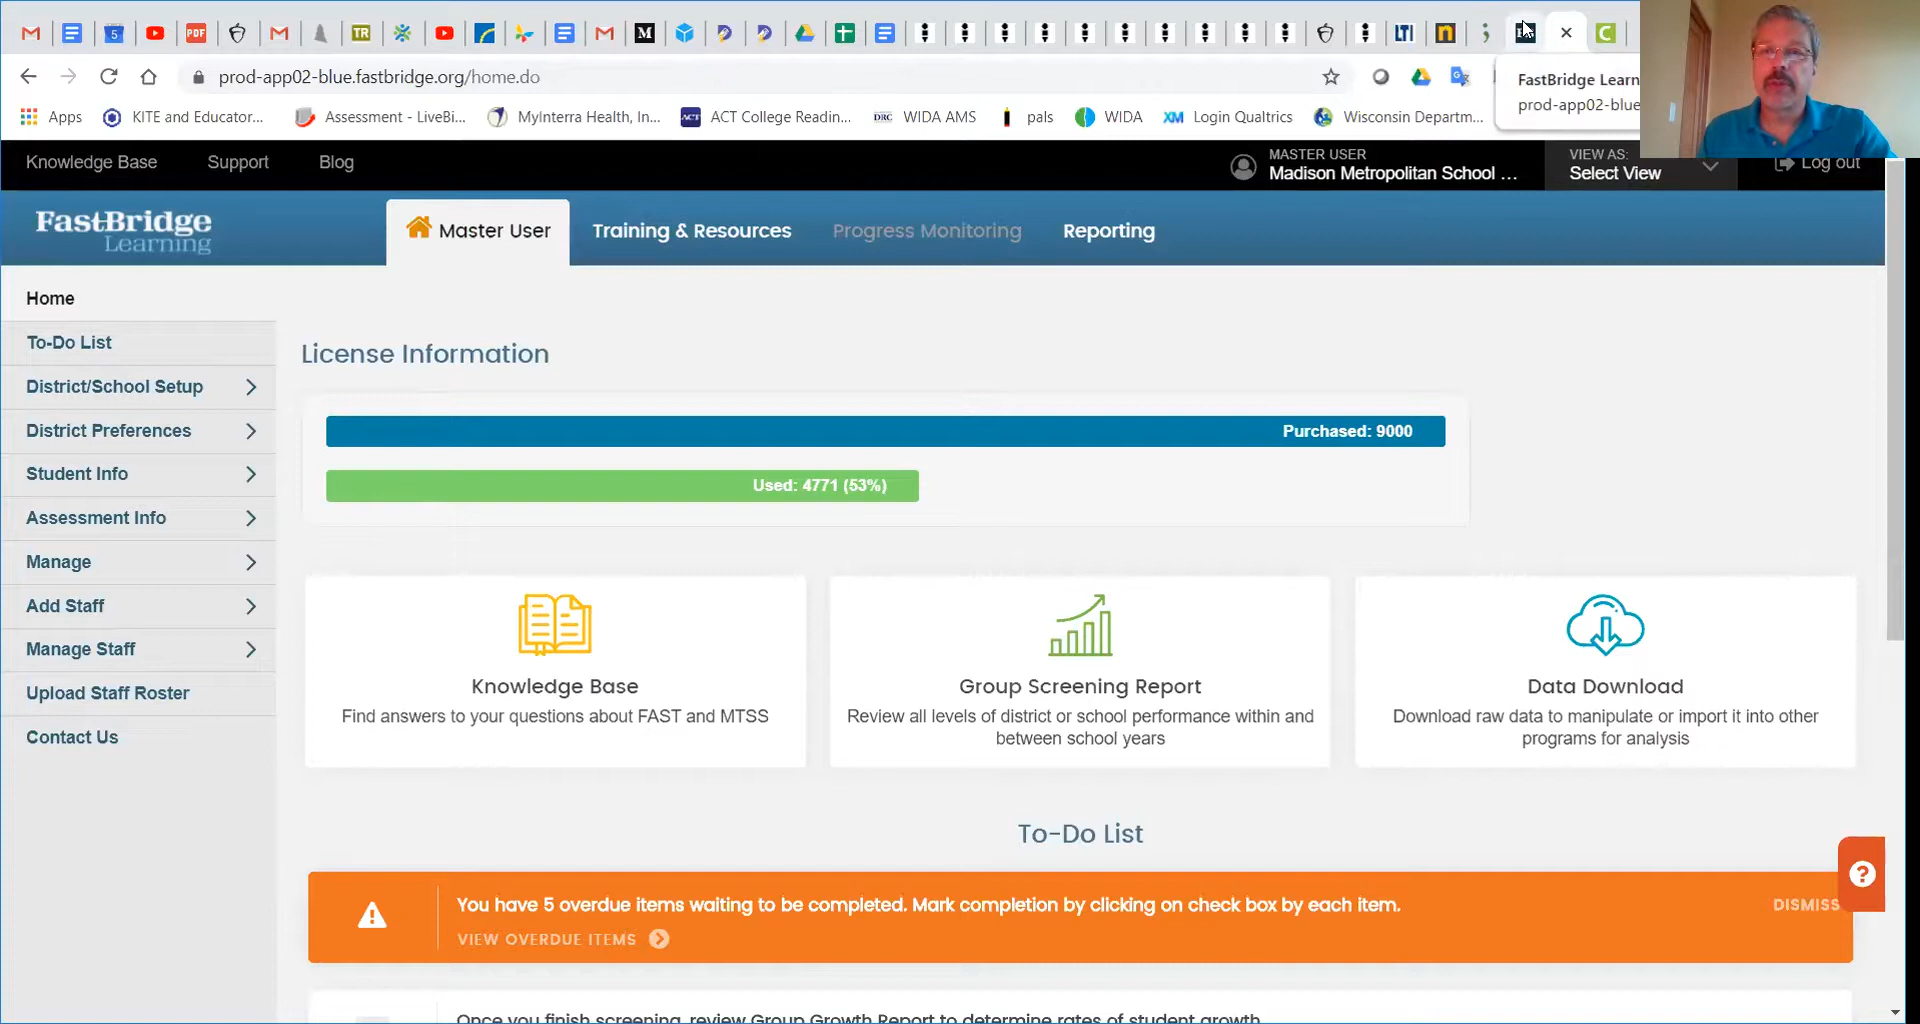 PDF
TR
M
LTI
n
C
prod-app02-blue.fastbridge.org/home.do
FastBridge Learn
prod-app02-blue
Apps
KITE and Educator...
Assessment - LiveBi...
MyInterra Health, In...
ACT
ACT College Readin...
DRC
WIDA AMS
pals
WIDA
XM
Login Qualtrics
Wisconsin Departm...
Knowledge Base
Support
Blog
MASTER USER
Madison Metropolitan School ...
VIEW AS:
Select View
Log out
FastBridge
Learning
Master User
Training & Resources
Progress Monitoring
Reporting
Home
To-Do List
District/School Setup
District Preferences
Student Info
Assessment Info
Manage
Add Staff
Manage Staff
Upload Staff Roster
Contact Us
License Information
Purchased: 9000
Used: 4771 (53%)
Knowledge Base
Find answers to your questions about FAST and MTSS
Group Screening Report
Review all levels of district or school performance within and
between school years
Data Download
Download raw data to manipulate or import it into other
programs for analysis
To-Do List
You have 5 overdue items waiting to be completed. Mark completion by clicking on check box by each item.
VIEW OVERDUE ITEMS
DISMISS
?
Once you finish screening, review Group Growth Report to determine rates of student growth